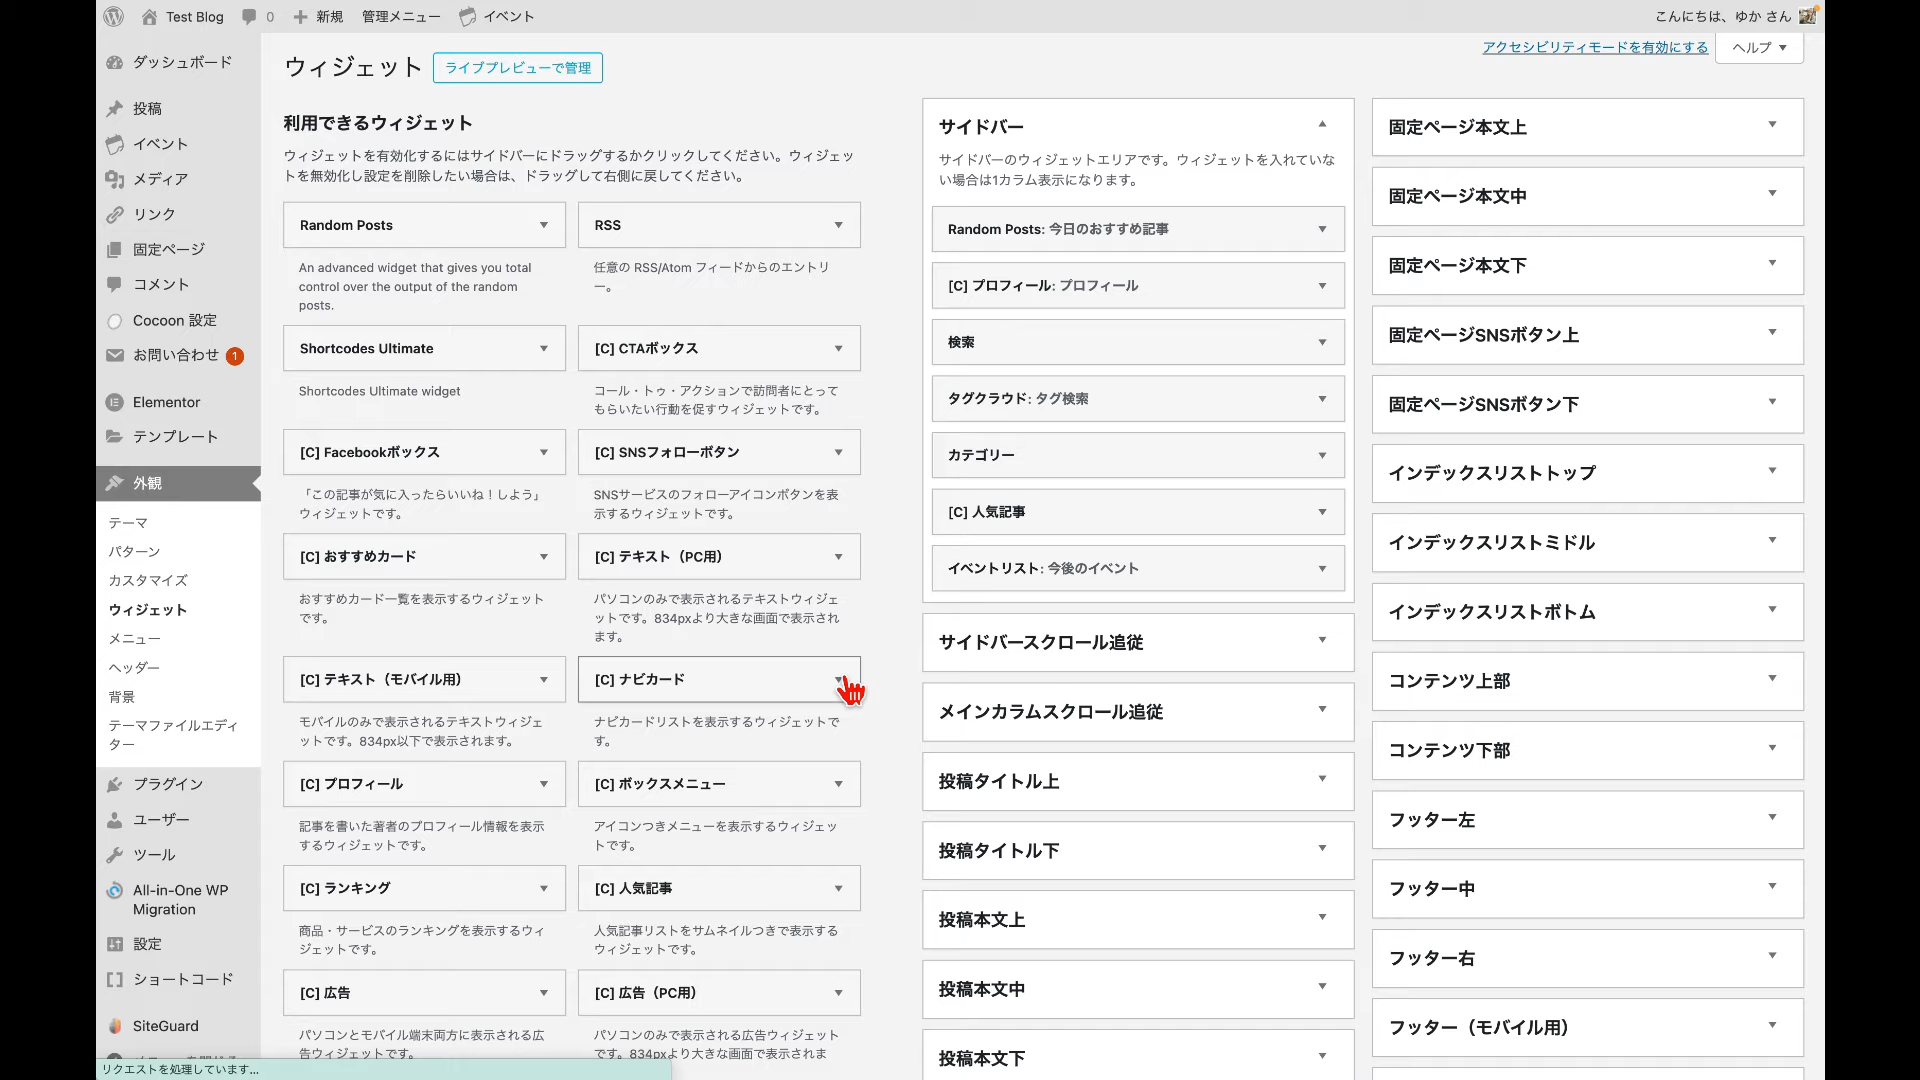 Test Blog 0 新規 管理メニュー イベント
こんにちは、ゆか さん
ダッシュボード
投稿
イベント
メディア
リンク
固定ページ
コメント
Cocoon 設定
お問い合わせ 1
Elementor
テンプレート
外観
テーマ
パターン
カスタマイズ
ウィジェット
メニュー
ヘッダー
背景
テーマファイルエディ
ター
プラグイン
ユーザー
ツール
All-in-One WP
Migration
設定
ショートコード
SiteGuard
リクエストを処理しています...
ウィジェット ライブプレビューで管理
アクセシビリティモードを有効にする ヘルプ
利用できるウィジェット
ウィジェットを有効化するにはサイドバーにドラッグするかクリックしてください。ウィジェッ
トを無効化し設定を削除したい場合は、ドラッグして右側に戻してください。
Random Posts
An advanced widget that gives you total
control over the output of the random
posts.
RSS
任意の RSS/Atom フィードからのエントリ
ー。
Shortcodes Ultimate
Shortcodes Ultimate widget
[C] CTAボックス
コール・トゥ・アクションで訪問者にとって
もらいたい行動を促すウィジェットです。
[C] Facebookボックス
「この記事が気に入ったらいいね！しよう」
ウィジェットです。
[C] SNSフォローボタン
SNSサービスのフォローアイコンボタンを表
示するウィジェットです。
[C] おすすめカード
おすすめカード一覧を表示するウィジェット
です。
[C] テキスト（PC用）
パソコンのみで表示されるテキストウィジェ
ットです。834pxより大きな画面で表示され
ます。
[C] テキスト（モバイル用）
モバイルのみで表示されるテキストウィジェ
ットです。834px以下で表示されます。
[C] ナビカード
ナビカードリストを表示するウィジェットで
す。
[C] プロフィール
記事を書いた著者のプロフィール情報を表示
するウィジェットです。
[C] ボックスメニュー
アイコンつきメニューを表示するウィジェッ
トです。
[C] ランキング
商品・サービスのランキングを表示するウィ
ジェットです。
[C] 人気記事
人気記事リストをサムネイルつきで表示する
ウィジェットです。
[C] 広告
パソコンとモバイル端末両方に表示される広
告ウィジェットです。
[C] 広告（PC用）
パソコンのみで表示される広告ウィジェット
です。834pxより大きな画面で表示されま
サイドバー
サイドバーのウィジェットエリアです。ウィジェットを入れていな
い場合は1カラム表示になります。
Random Posts: 今日のおすすめ記事
[C] プロフィール: プロフィール
検索
タグクラウド: タグ検索
カテゴリー
[C] 人気記事
イベントリスト: 今後のイベント
サイドバースクロール追従
メインカラムスクロール追従
投稿タイトル上
投稿タイトル下
投稿本文上
投稿本文中
投稿本文下
固定ページ本文上
固定ページ本文中
固定ページ本文下
固定ページSNSボタン上
固定ページSNSボタン下
インデックスリストトップ
インデックスリストミドル
インデックスリストボトム
コンテンツ上部
コンテンツ下部
フッター左
フッター中
フッター右
フッター（モバイル用）